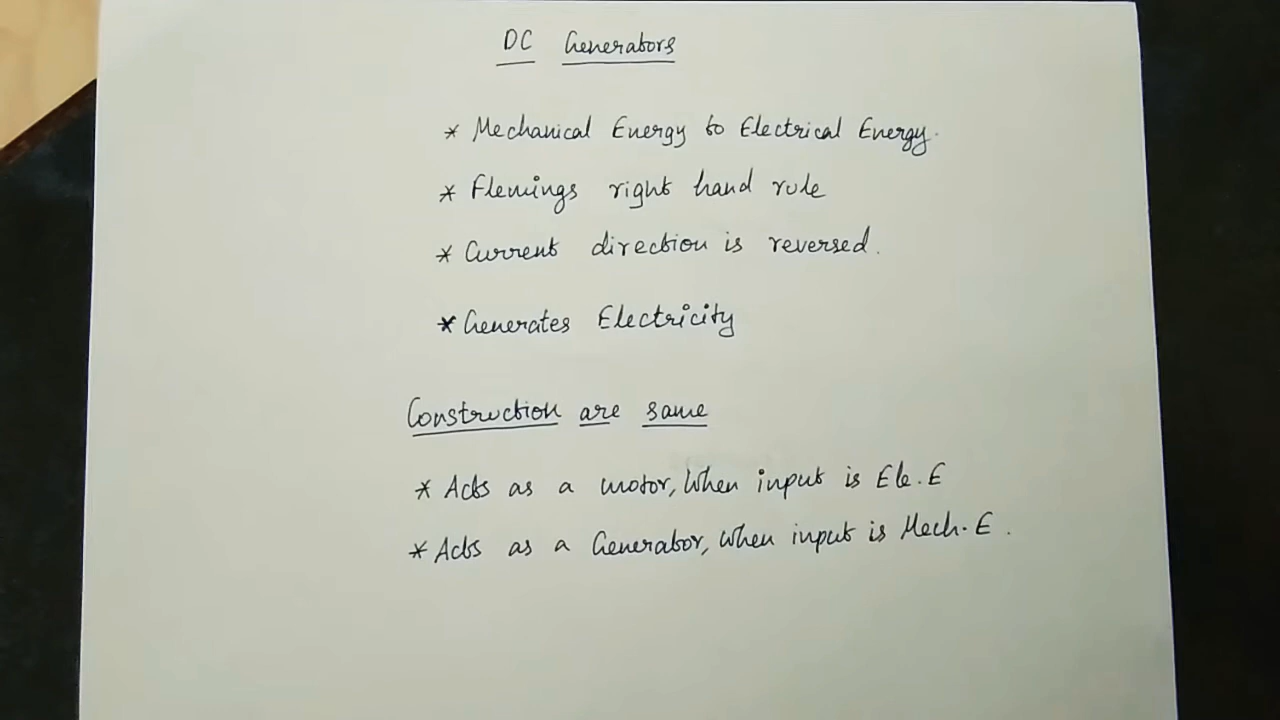 DC Generators
* Mechanical Energy to Electrical Energy.
* Flemings right hand rule
* Current direction is reversed.
* Generates Electricity
Construction are same
* Acts as a motor, When input is Ele.E
* Acts as a Generator, When input is Mech.E.